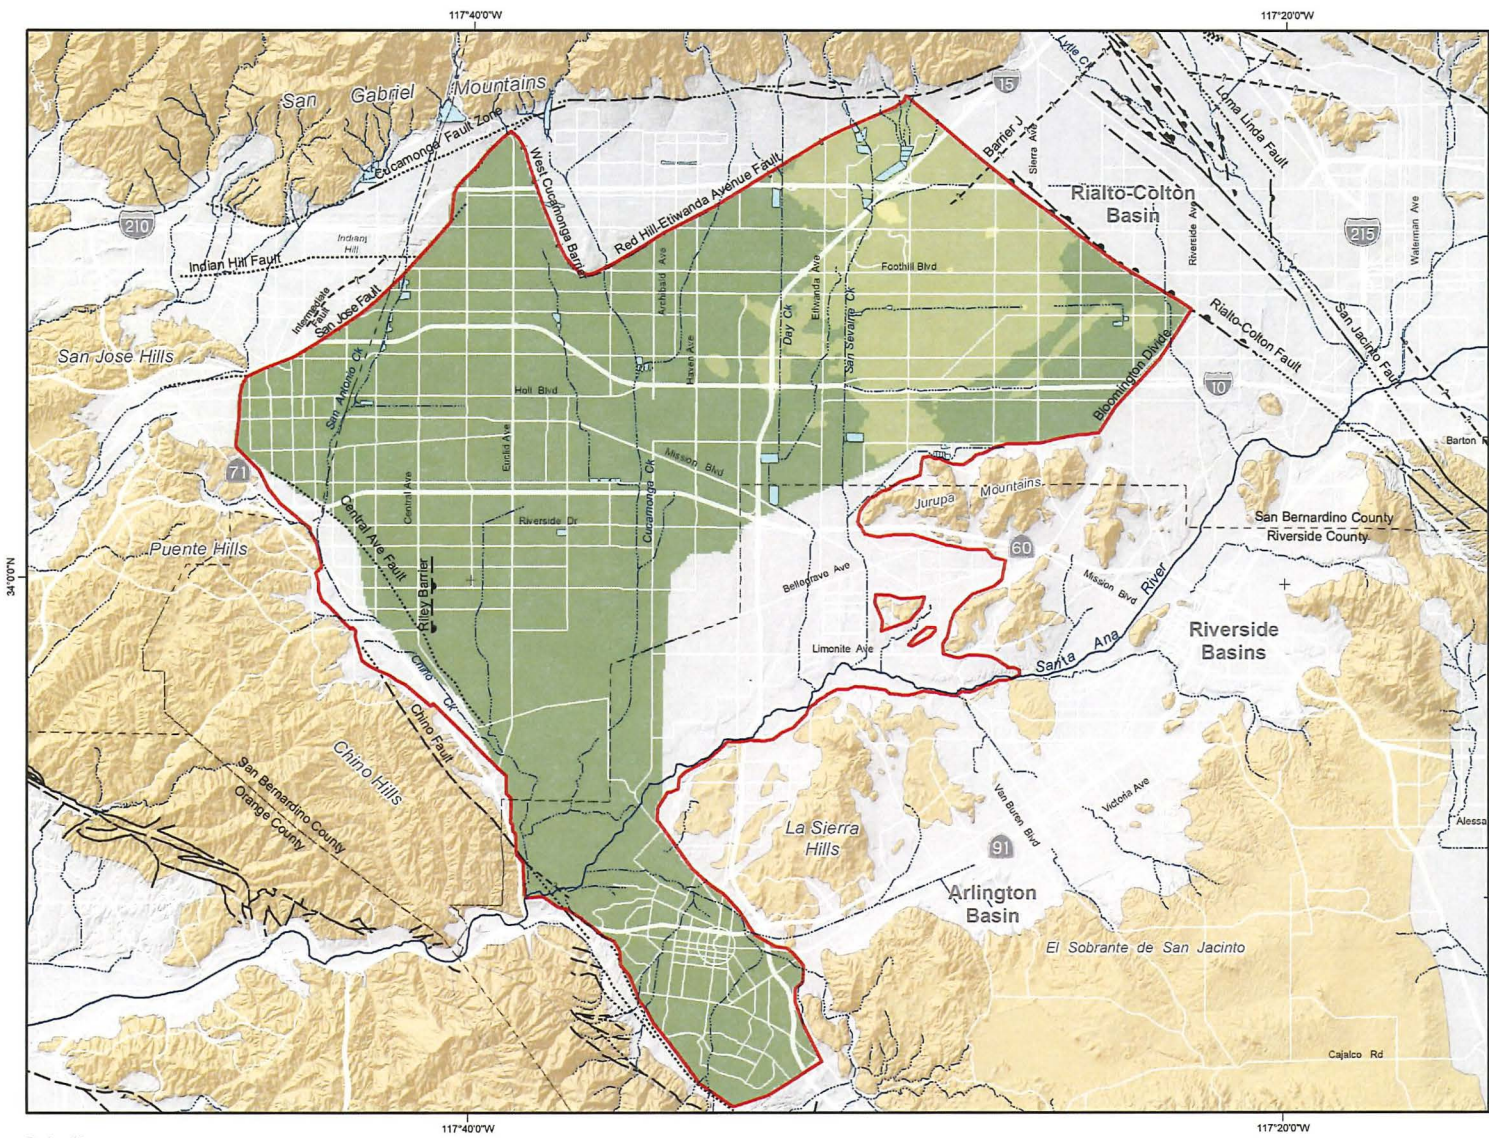 117°40'0"W
117°20'0"W
San Gabriel Mountains
15
Lytle Ck
Loma Linda Fault
Cucamonga Fault Zone
Barrier J
Sierra Ave
West Cucamonga Barrier
Red Hill-Etiwanda Avenue Fault
Rialto-Colton
Basin
210
Indian
Hill
Riverside Ave
215
Waterman Ave
Indian Hill Fault
Archibald Ave
Etiwanda Ave
Foothill Blvd
Intermediate
Fault
San Jose Fault
Day Ck
San Sevaine Ck
Rialto-Colton Fault
San Jacinto Fault
San Jose Hills
San Antonio Ck
Haven Ave
Bloomington Divide
Holt Blvd
10
Euclid Ave
Mission Blvd
Barton
71
Central Ave
Cucamonga Ck
Jurupa Mountains
Central Ave Fault
Riverside Dr
San Bernardino County
Riverside County
Puente Hills
60
34°0'0"N
Riley Barrier
Bellegrave Ave
Mission Blvd
River
Riverside
Basins
Limonite Ave
Santa Ana
Chino Ck
Chino Fault
Chino Hills
San Bernardino County
Orange County
Van Buren Blvd
Victoria Ave
La Sierra
Hills
91
Alessa
Arlington
Basin
El Sobrante de San Jacinto
Cajalco Rd
117°40'0"W
117°20'0"W